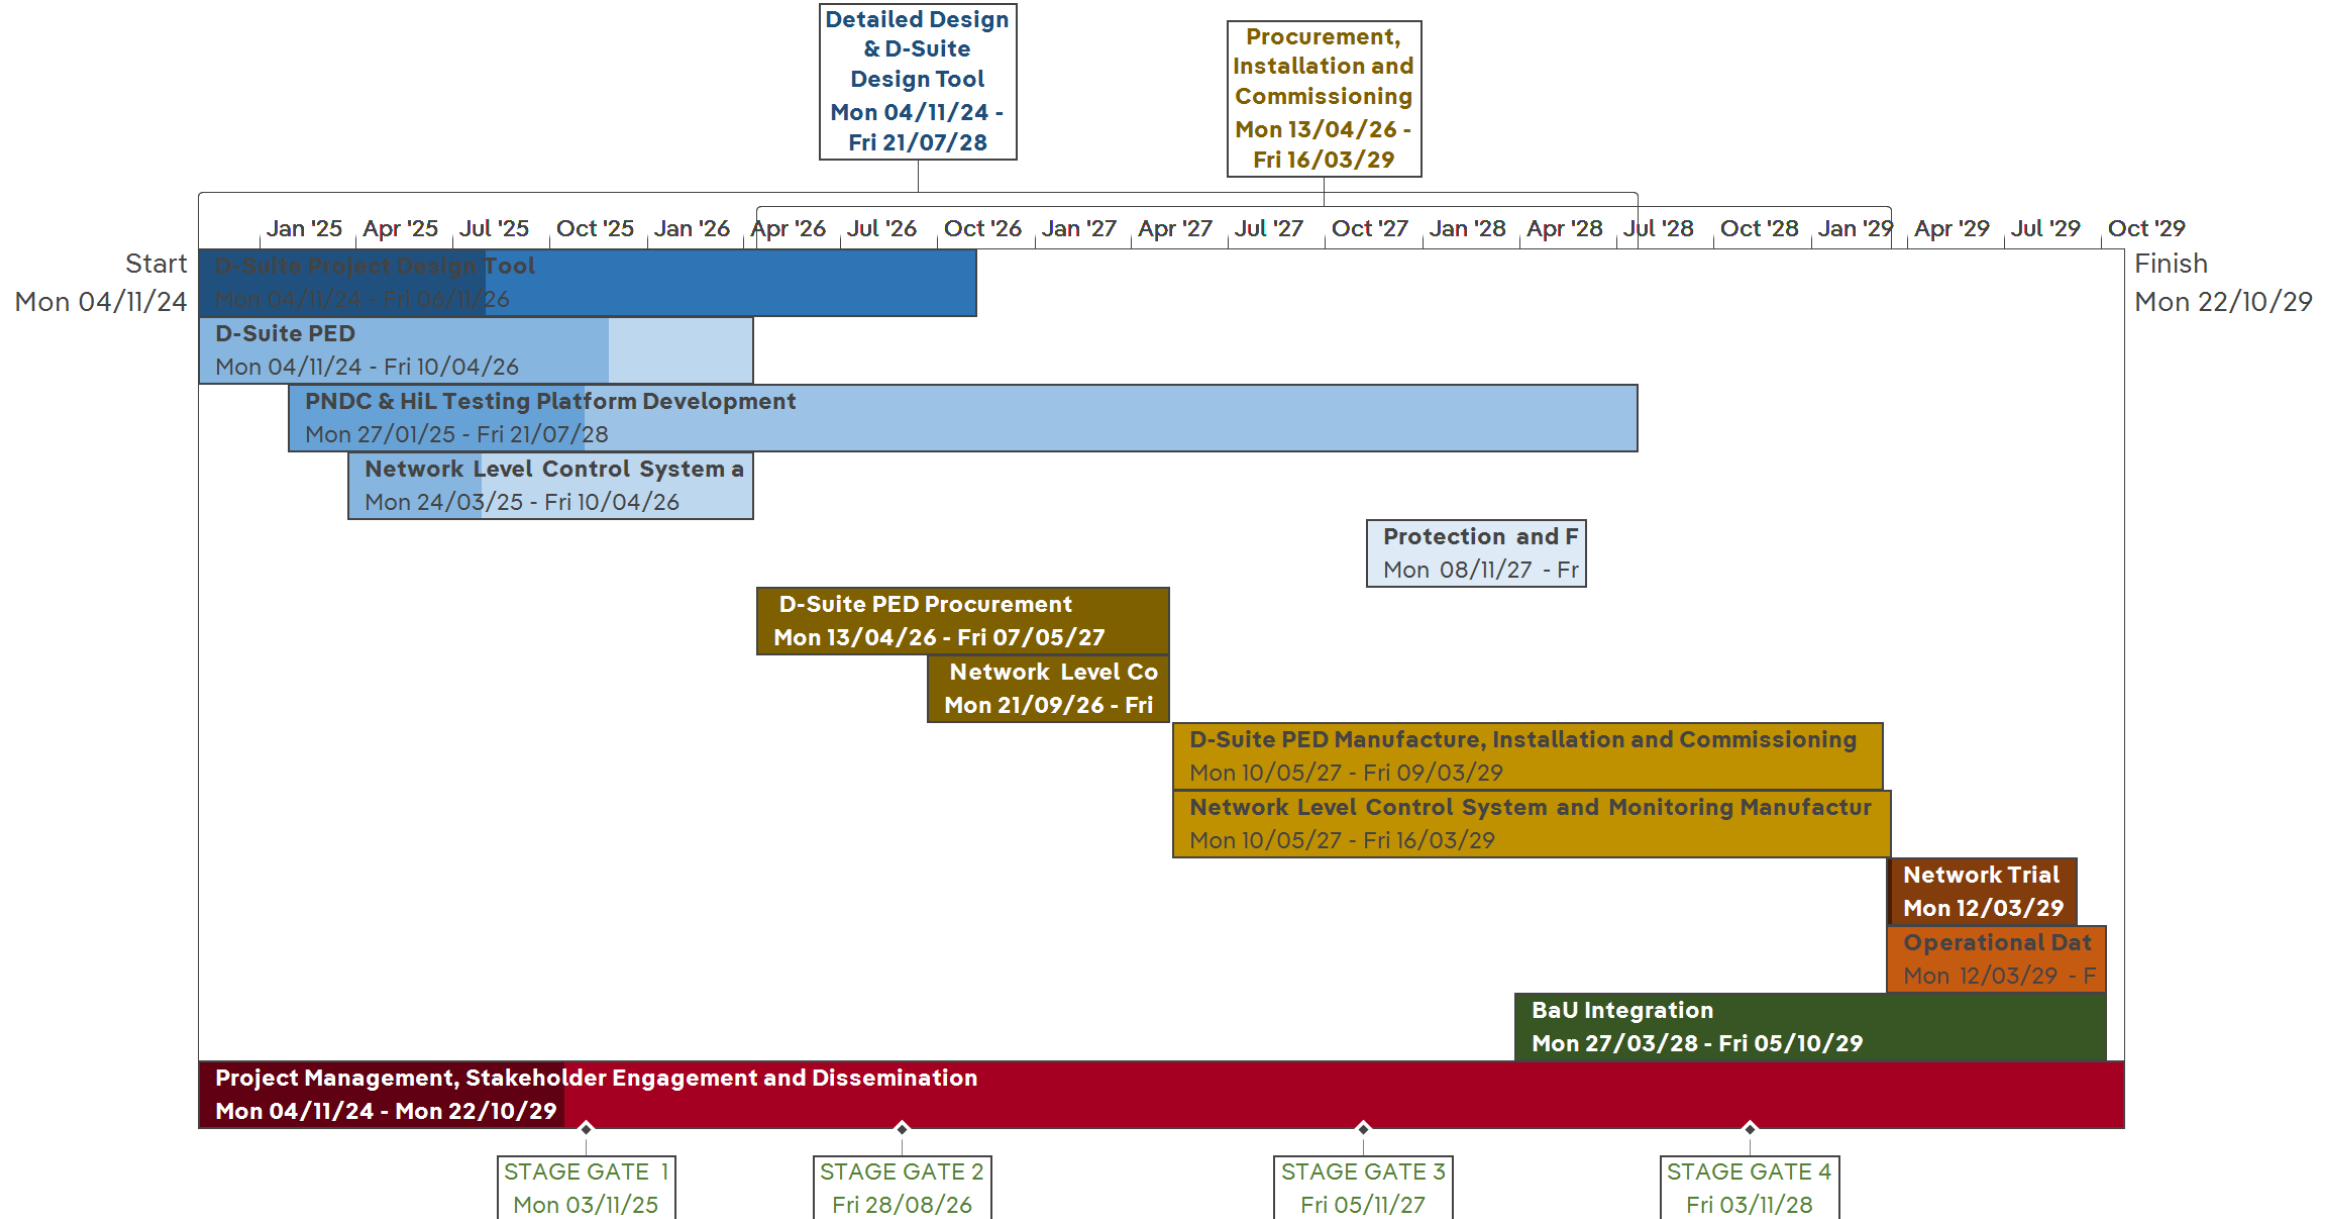 Detailed Design
& D-Suite
Design Tool
Mon 04/11/24 -
Fri 21/07/28
Procurement,
Installation and
Commissioning
Mon 13/04/26 -
Fri 16/03/29
Jan '25 Apr '25 Jul '25 Oct '25 Jan '26 Apr '26 Jul '26 Oct '26 Jan '27 Apr '27 Jul '27 Oct '27 Jan '28 Apr '28 Jul '28 Oct '28 Jan '29 Apr '29 Jul '29 Oct '29
Start
Mon 04/11/24
Finish
Mon 22/10/29
D-Suite Project Design Tool
Mon 04/11/24 - Fri 06/11/26
D-Suite PED
Mon 04/11/24 - Fri 10/04/26
PNDC & HiL Testing Platform Development
Mon 27/01/25 - Fri 21/07/28
Network Level Control System a
Mon 24/03/25 - Fri 10/04/26
Protection and F
Mon 08/11/27 - Fr
D-Suite PED Procurement
Mon 13/04/26 - Fri 07/05/27
Network Level Co
Mon 21/09/26 - Fri
D-Suite PED Manufacture, Installation and Commissioning
Mon 10/05/27 - Fri 09/03/29
Network Level Control System and Monitoring Manufactur
Mon 10/05/27 - Fri 16/03/29
Network Trial
Mon 12/03/29
Operational Dat
Mon 12/03/29 - F
BaU Integration
Mon 27/03/28 - Fri 05/10/29
Project Management, Stakeholder Engagement and Dissemination
Mon 04/11/24 - Mon 22/10/29
STAGE GATE 1
Mon 03/11/25
STAGE GATE 2
Fri 28/08/26
STAGE GATE 3
Fri 05/11/27
STAGE GATE 4
Fri 03/11/28